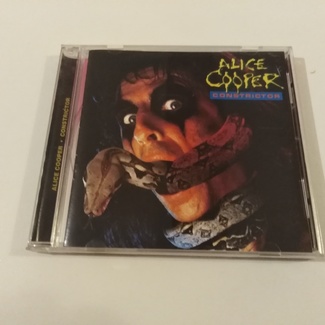 ALICE
COOPER
CONSTRICTOR
ALICE COOPER • CONSTRICTOR